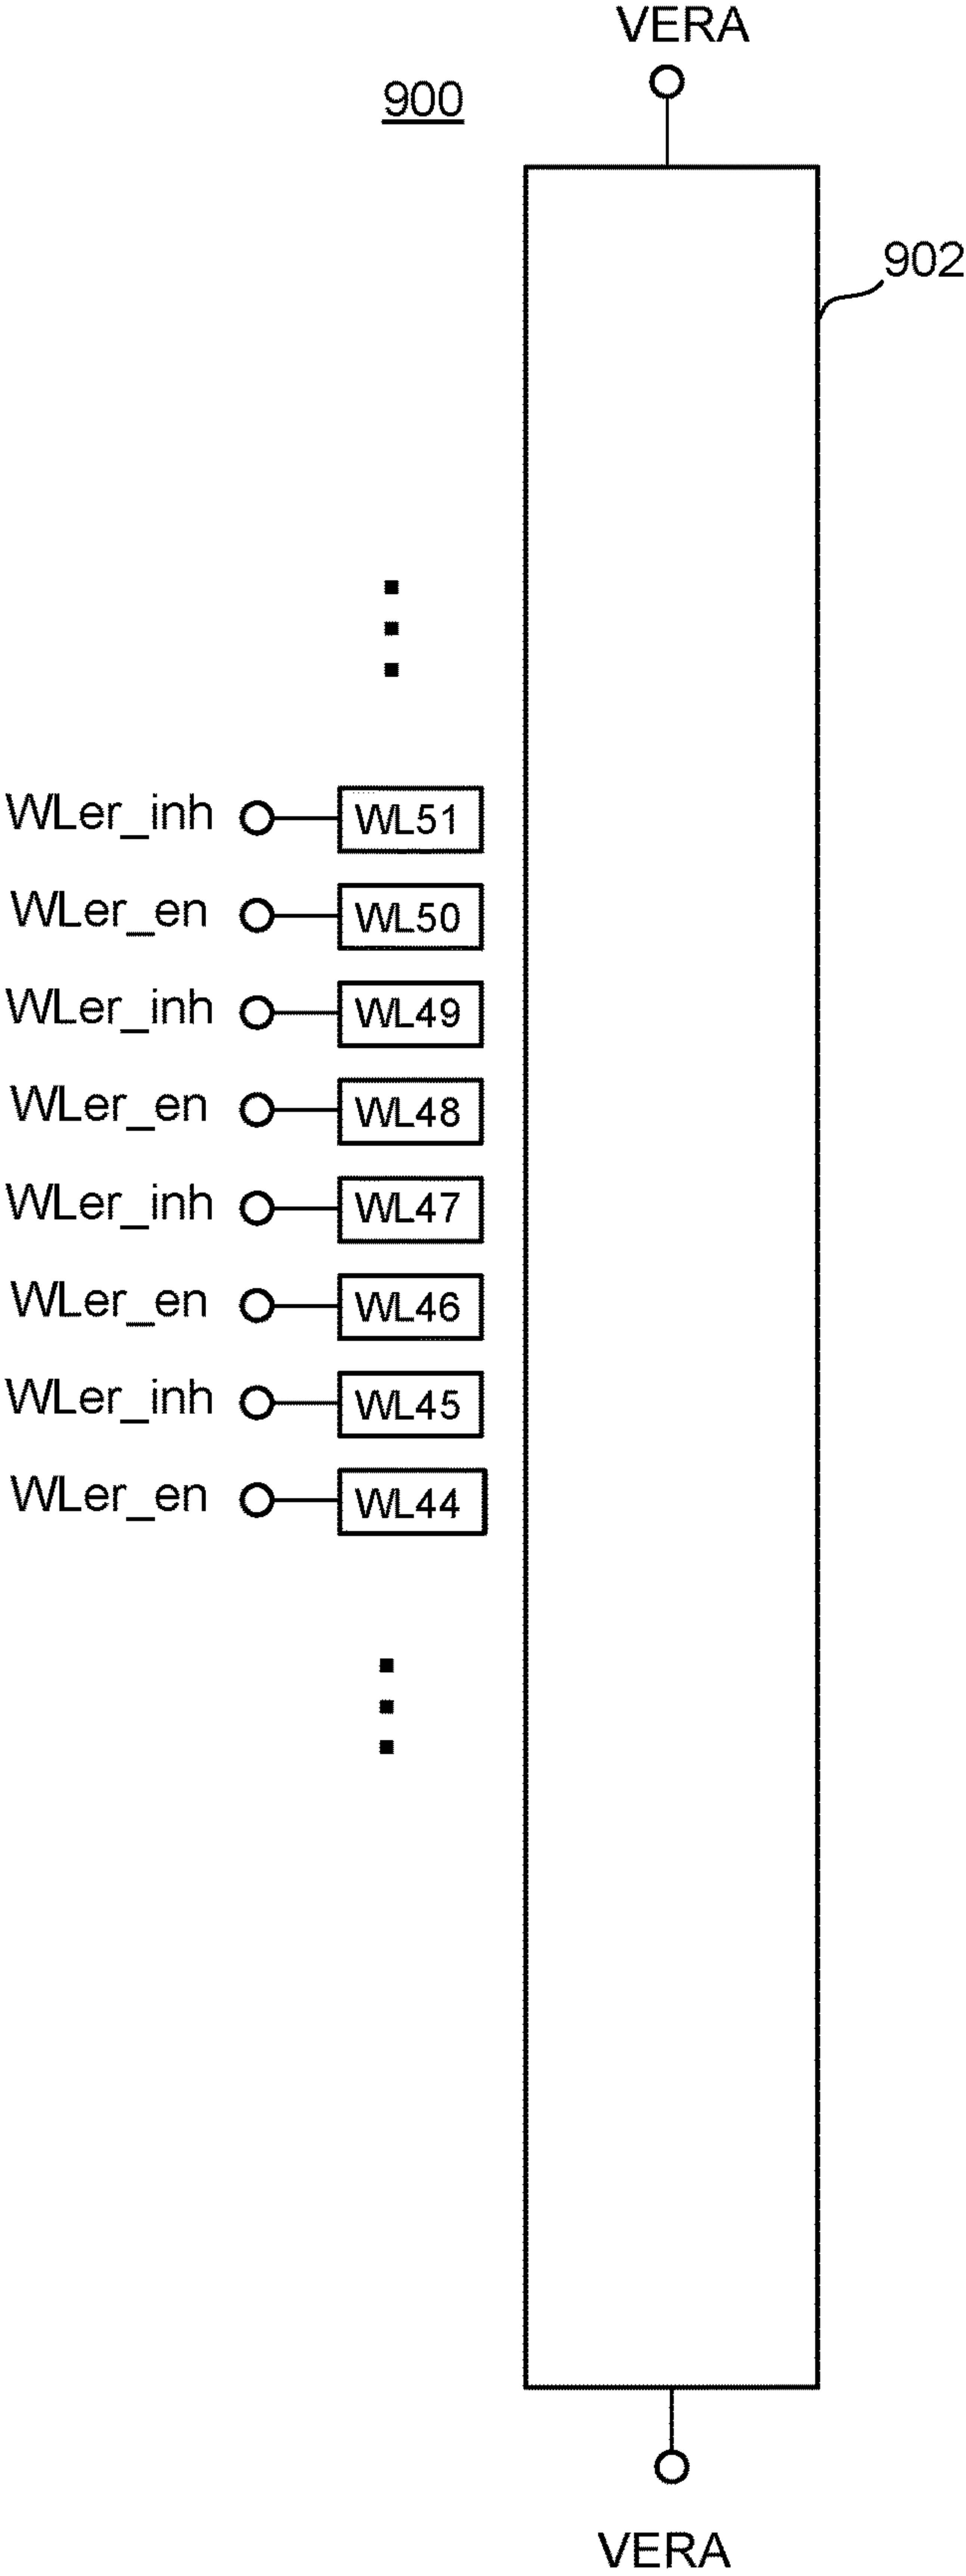 VERA
900
902
WLer_inh WL51
WLer_en WL50
WLer_inh WL49
WLer_en WL48
WLer_inh WL47
WLer_en WL46
WLer_inh WL45
WLer_en WL44
VERA